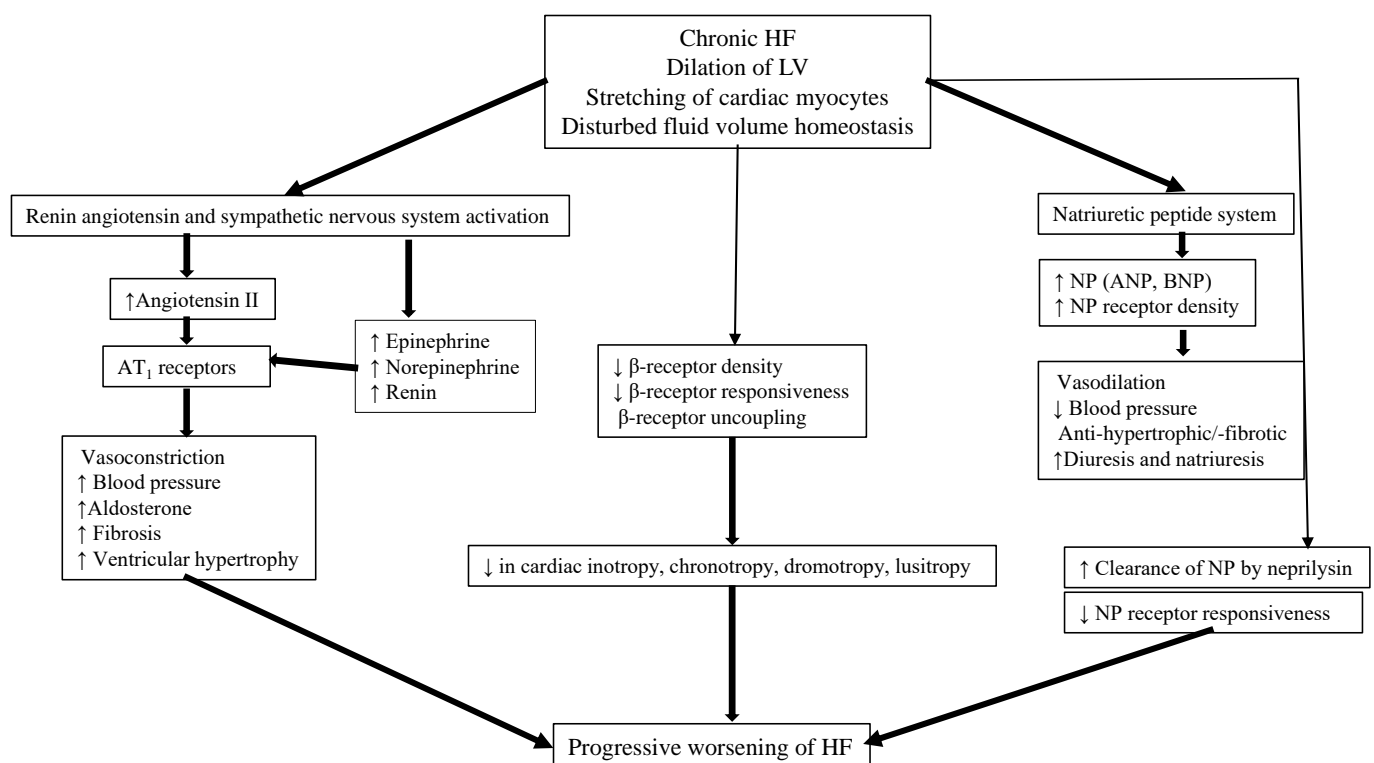 Chronic HF
Dilation of LV
Stretching of cardiac myocytes
Disturbed fluid volume homeostasis
Renin angiotensin and sympathetic nervous system activation
↑Angiotensin II
AT₁ receptors
↑ Epinephrine
↑ Norepinephrine
↑ Renin
Vasoconstriction
↑ Blood pressure
↑Aldosterone
↑ Fibrosis
↑ Ventricular hypertrophy
↓ β-receptor density
↓ β-receptor responsiveness
β-receptor uncoupling
↓ in cardiac inotropy, chronotropy, dromotropy, lusitropy
Natriuretic peptide system
↑ NP (ANP, BNP)
↑ NP receptor density
Vasodilation
↓ Blood pressure
Anti-hypertrophic/-fibrotic
↑Diuresis and natriuresis
↑ Clearance of NP by neprilysin
↓ NP receptor responsiveness
Progressive worsening of HF